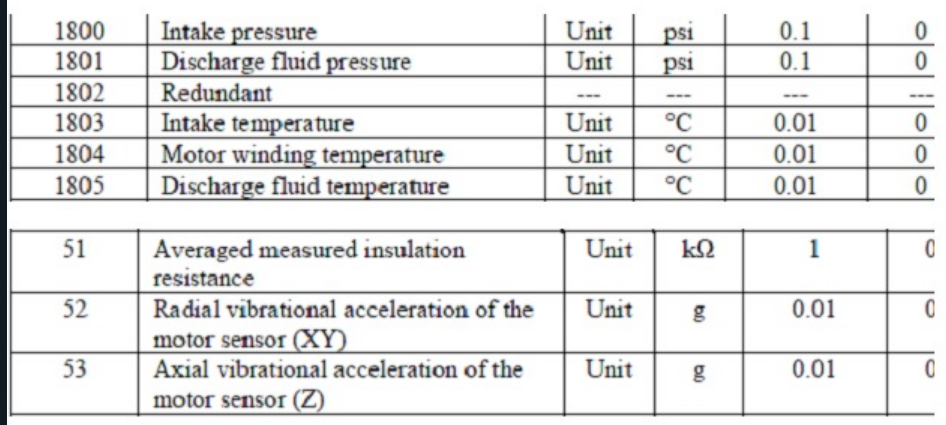 1800 Intake pressure Unit psi 0.1 0
1801 Discharge fluid pressure Unit psi 0.1 0
1802 Redundant --- --- --- ---
1803 Intake temperature Unit °C 0.01 0
1804 Motor winding temperature Unit °C 0.01 0
1805 Discharge fluid temperature Unit °C 0.01 0
51 Averaged measured insulation Unit kΩ 1 0
resistance
52 Radial vibrational acceleration of the Unit g 0.01 0
motor sensor (XY)
53 Axial vibrational acceleration of the Unit g 0.01 0
motor sensor (Z)